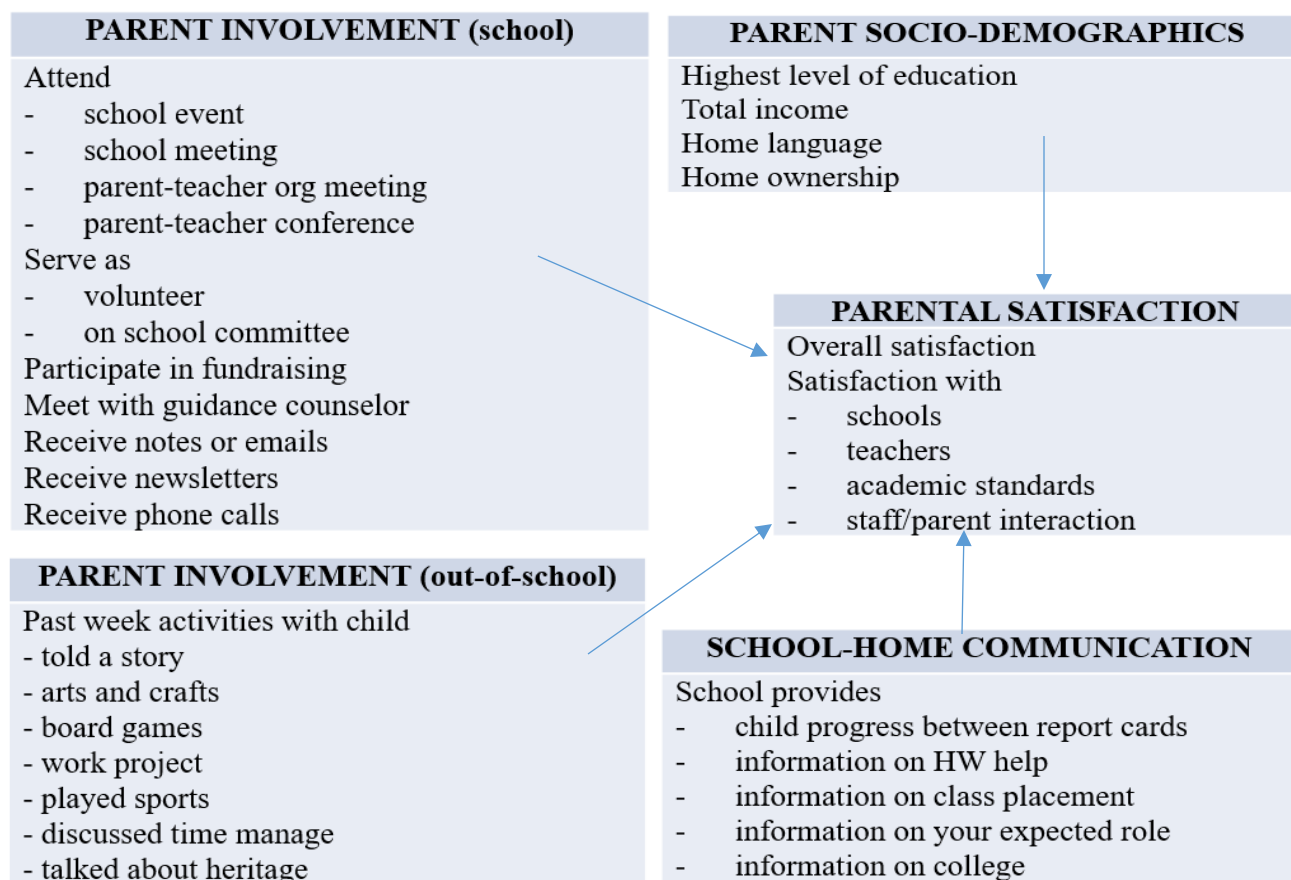 PARENT INVOLVEMENT (school)
Attend
- school event
- school meeting
- parent-teacher org meeting
- parent-teacher conference
Serve as
- volunteer
- on school committee
Participate in fundraising
Meet with guidance counselor
Receive notes or emails
Receive newsletters
Receive phone calls
PARENT SOCIO-DEMOGRAPHICS
Highest level of education
Total income
Home language
Home ownership
PARENTAL SATISFACTION
Overall satisfaction
Satisfaction with
- schools
- teachers
- academic standards
- staff/parent interaction
PARENT INVOLVEMENT (out-of-school)
Past week activities with child
- told a story
- arts and crafts
- board games
- work project
- played sports
- discussed time manage
- talked about heritage
SCHOOL-HOME COMMUNICATION
School provides
- child progress between report cards
- information on HW help
- information on class placement
- information on your expected role
- information on college